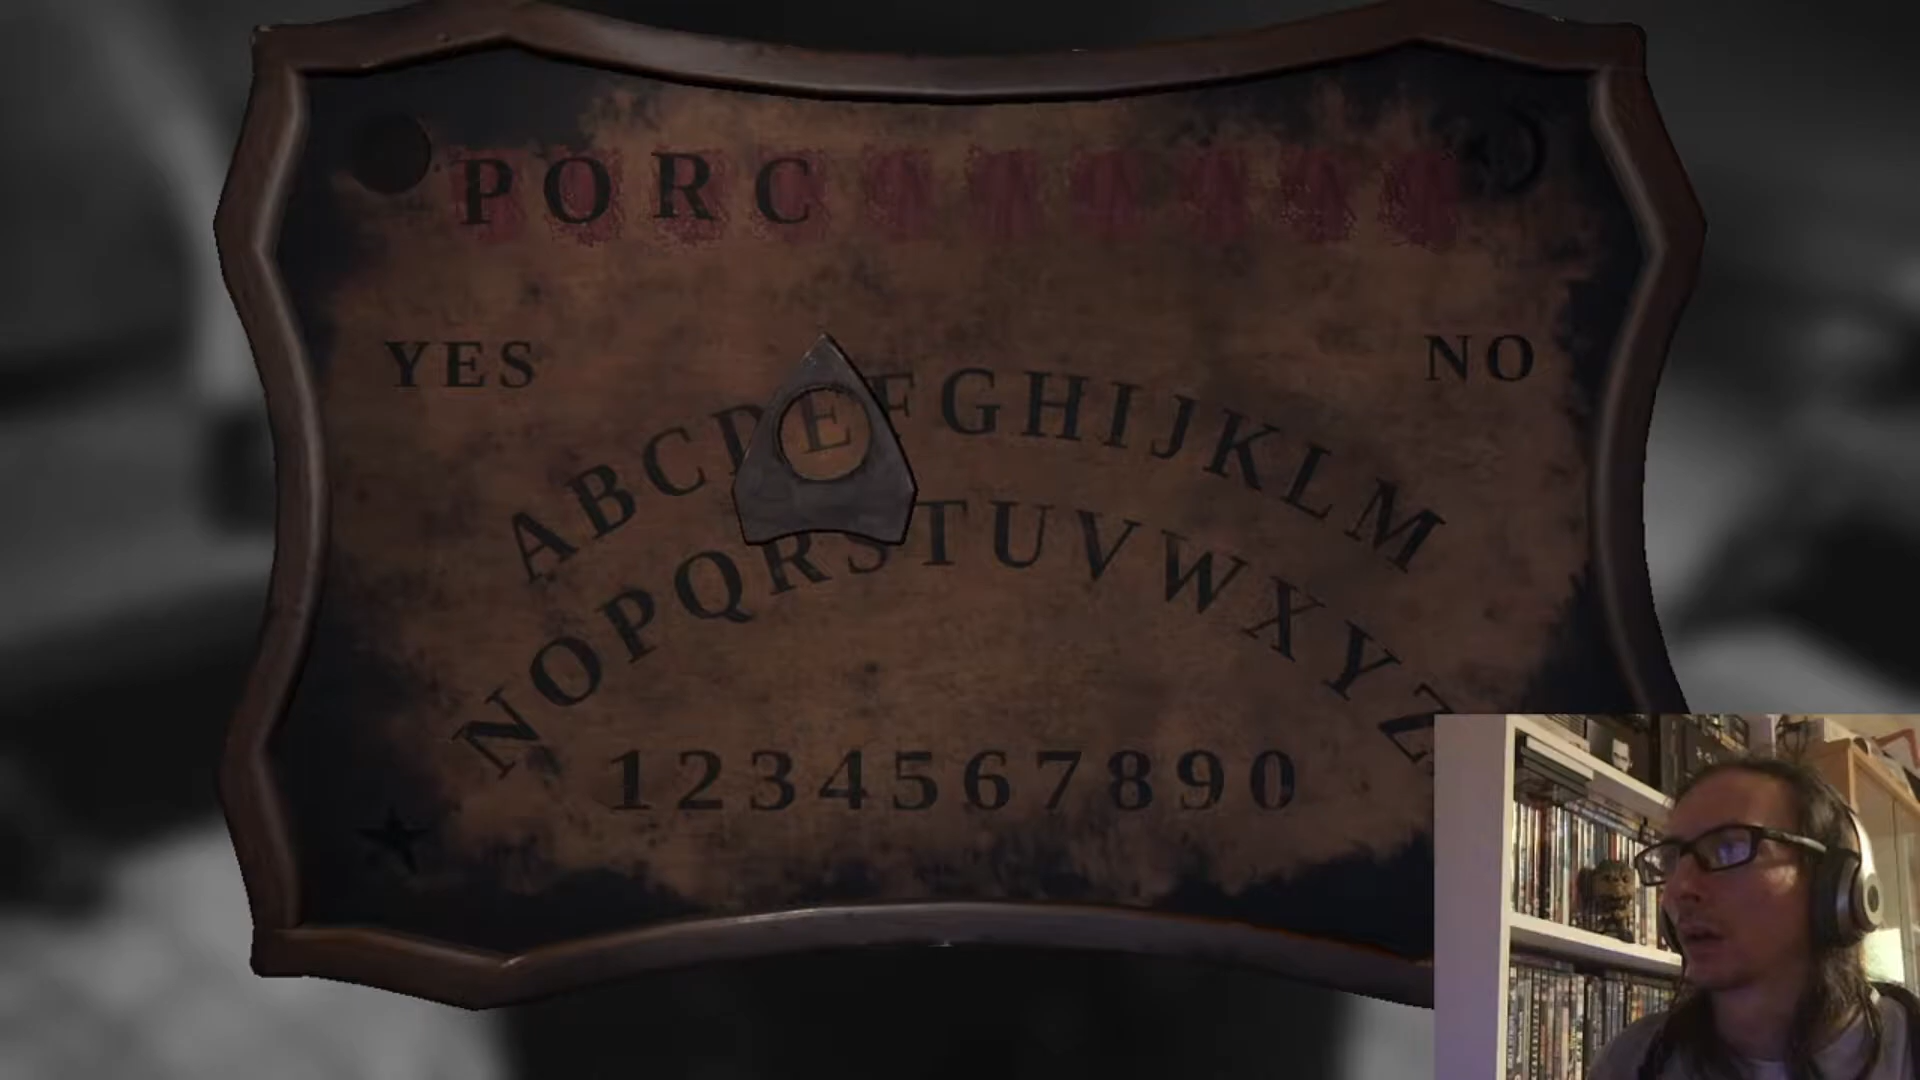 PORC
YES
NO
ABCDEFGHIJKLM
NOPQRSTUVWXYZ
1234567890